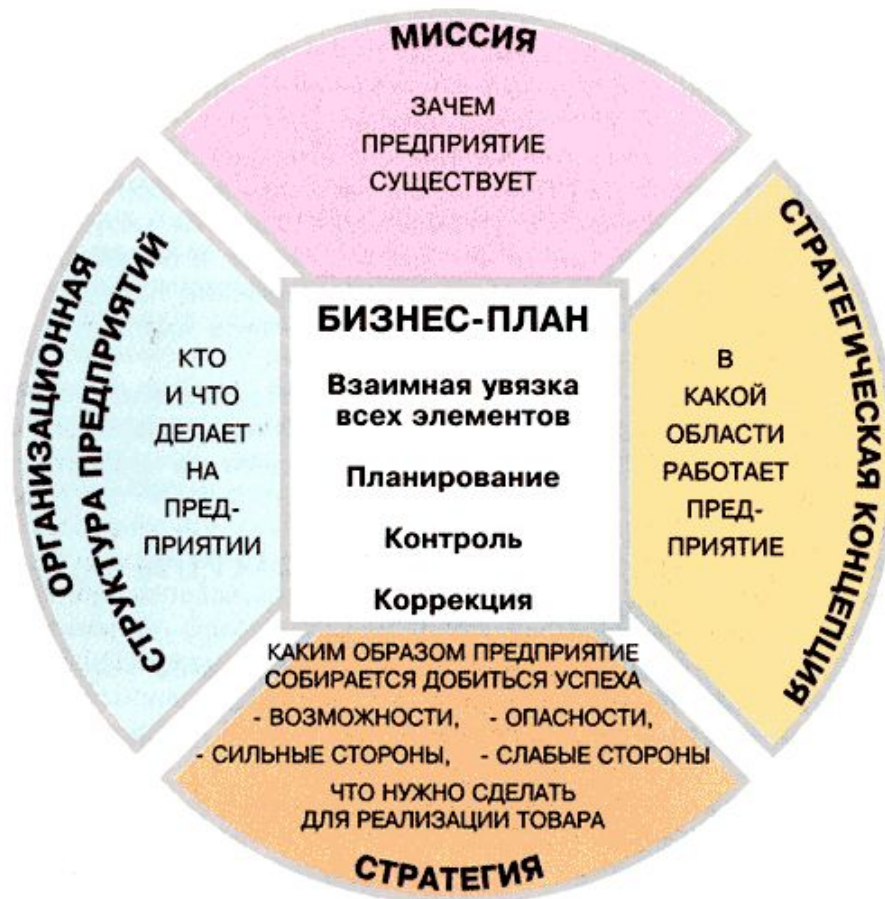 МИССИЯ
ЗАЧЕМ
ПРЕДПРИЯТИЕ
СУЩЕСТВУЕТ
ОРГАНИЗАЦИОННАЯ
СТРУКТУРА ПРЕДПРИЯТИЙ
КТО
И ЧТО
ДЕЛАЕТ
НА
ПРЕД-
ПРИЯТИИ
БИЗНЕС-ПЛАН
Взаимная увязка
всех элементов
Планирование
Контроль
Коррекция
СТРАТЕГИЧЕСКАЯ КОНЦЕПЦИЯ
В
КАКОЙ
ОБЛАСТИ
РАБОТАЕТ
ПРЕД-
ПРИЯТИЕ
КАКИМ ОБРАЗОМ ПРЕДПРИЯТИЕ
СОБИРАЕТСЯ ДОБИТЬСЯ УСПЕХА
- ВОЗМОЖНОСТИ, - ОПАСНОСТИ,
- СИЛЬНЫЕ СТОРОНЫ, - СЛАБЫЕ СТОРОНЫ
ЧТО НУЖНО СДЕЛАТЬ
ДЛЯ РЕАЛИЗАЦИИ ТОВАРА
СТРАТЕГИЯ